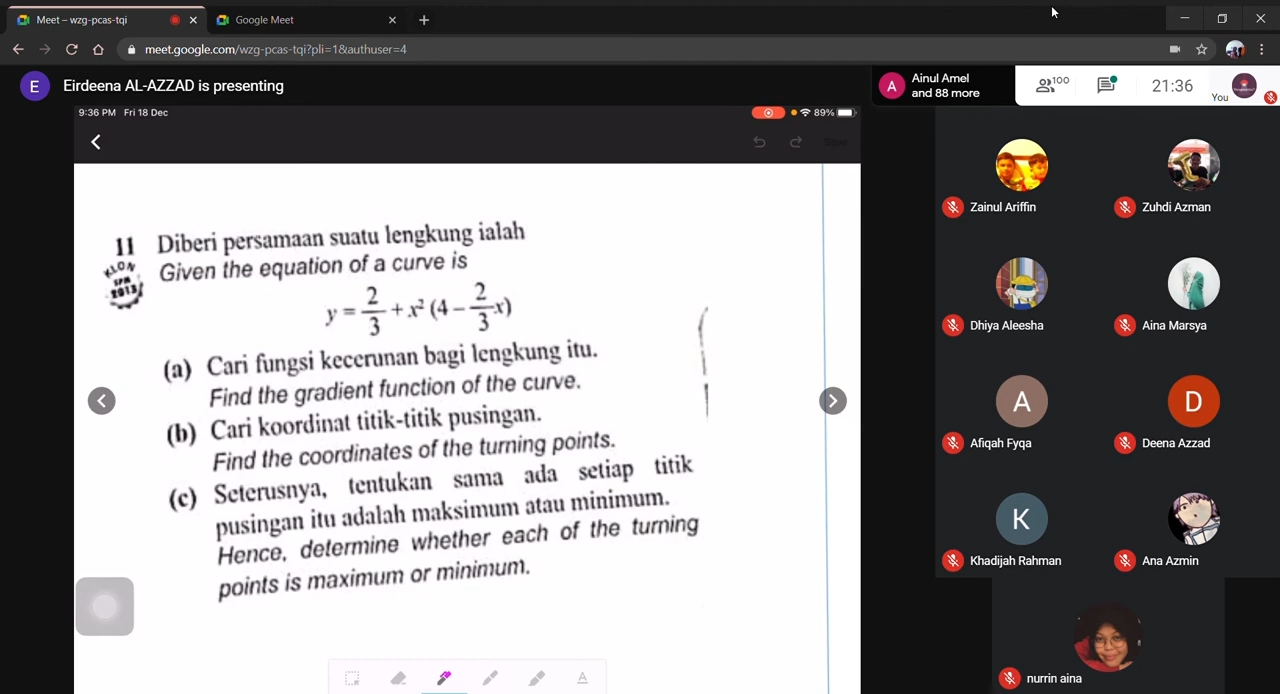 Meet – wzg-pcas-tqi
Google Meet
meet.google.com/wzg-pcas-tqi?pli=1&authuser=4
E
Eirdeena AL-AZZAD is presenting
A
Ainul Amel
and 88 more
100
21:36
You
9:36 PM Fri 18 Dec
89%
Save
11 Diberi persamaan suatu lengkung ialah
KLON
SPM
2013
Given the equation of a curve is
y = 2/3 + x² (4 – 2/3 x)
(a) Cari fungsi kecerunan bagi lengkung itu.
Find the gradient function of the curve.
(b) Cari koordinat titik-titik pusingan.
Find the coordinates of the turning points.
(c) Seterusnya, tentukan sama ada setiap titik
pusingan itu adalah maksimum atau minimum.
Hence, determine whether each of the turning
points is maximum or minimum.
A
Zainul Ariffin
Zuhdi Azman
Dhiya Aleesha
Aina Marsya
A
Afiqah Fyqa
D
Deena Azzad
K
Khadijah Rahman
Ana Azmin
nurrin aina